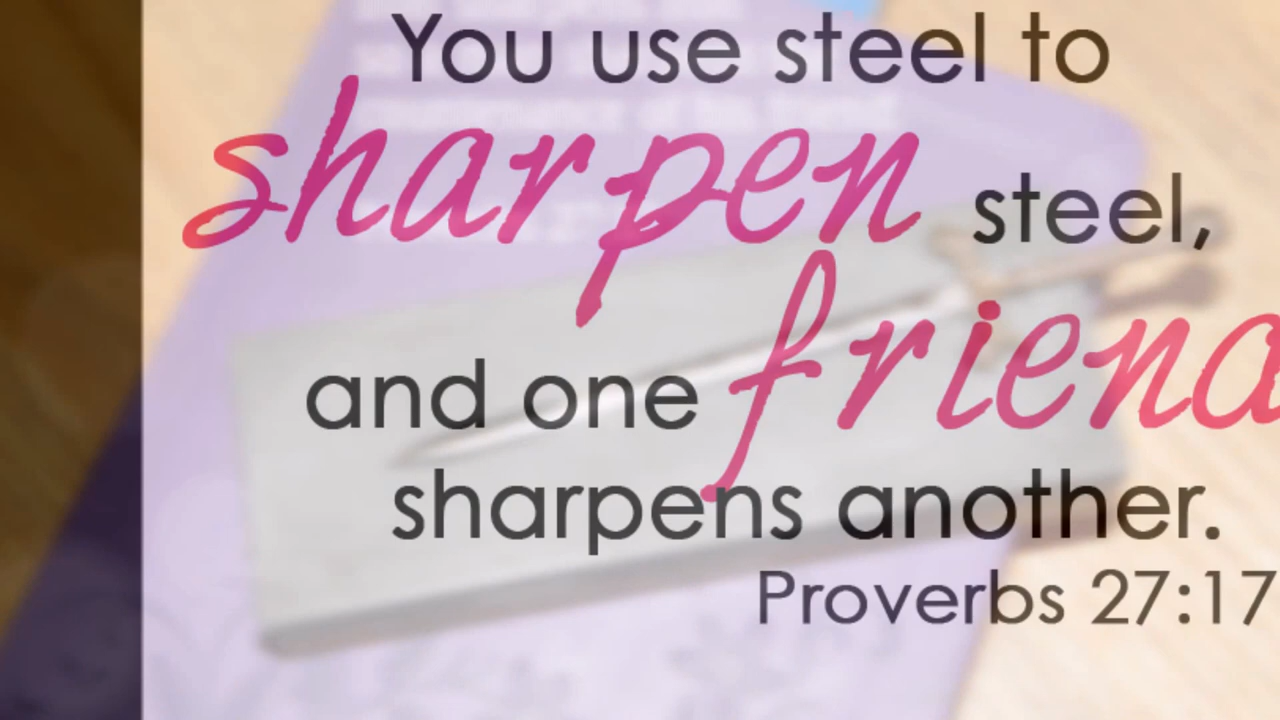 You use steel to
sharpen steel,
and one friend
sharpens another.
Proverbs 27:17